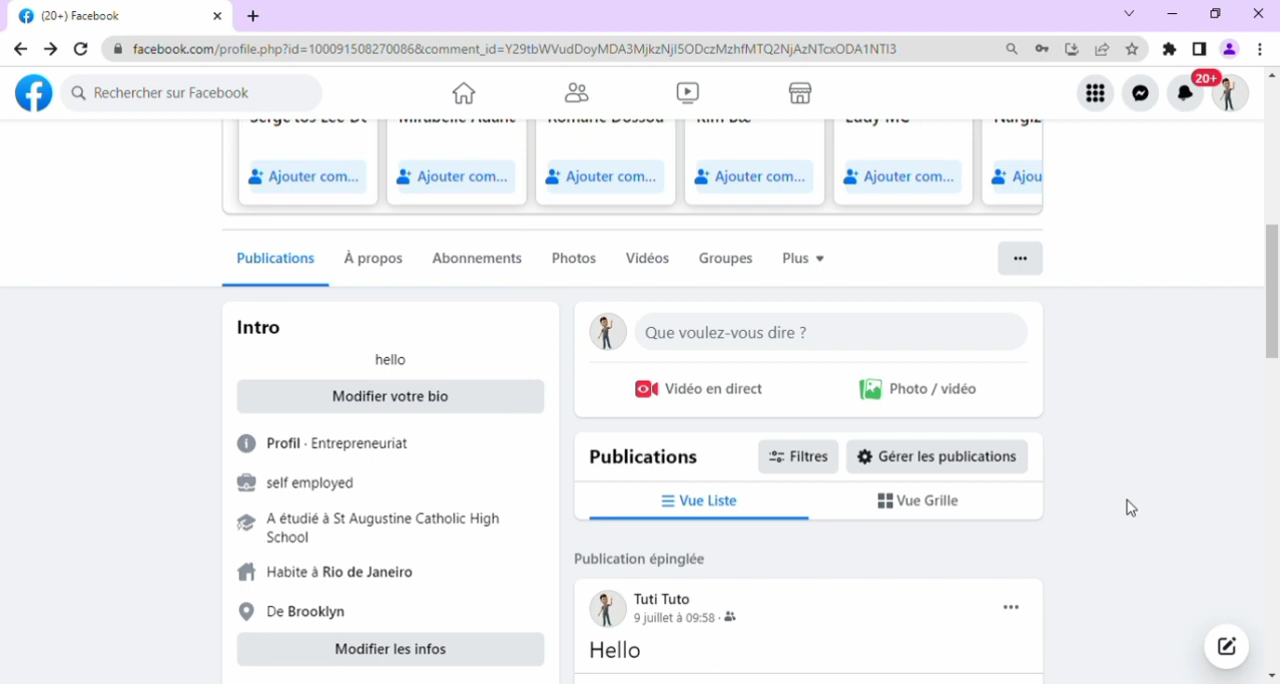 (20+) Facebook
facebook.com/profile.php?id=100091508270086&comment_id=Y29tbWVudDoyMDA3MjkzNjI5ODczMzhfMTQ2NjAzNTcxODA1NTI3
Rechercher sur Facebook
20+
Ajouter com... Ajouter com... Ajouter com... Ajouter com... Ajouter com... Ajou
Publications À propos Abonnements Photos Vidéos Groupes Plus
Intro
hello
Modifier votre bio
Profil · Entrepreneuriat
self employed
A étudié à St Augustine Catholic High
School
Habite à Rio de Janeiro
De Brooklyn
Modifier les infos
Que voulez-vous dire ?
Vidéo en direct Photo / vidéo
Publications Filtres Gérer les publications
Vue Liste Vue Grille
Publication épinglée
Tuti Tuto
9 juillet à 09:58 ·
Hello